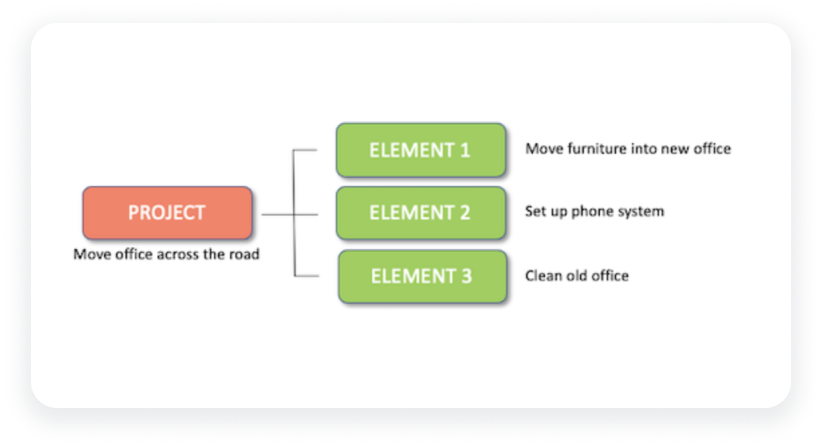 ELEMENT 1
Move furniture into new office
PROJECT
ELEMENT 2
Set up phone system
Move office across the road
ELEMENT 3
Clean old office